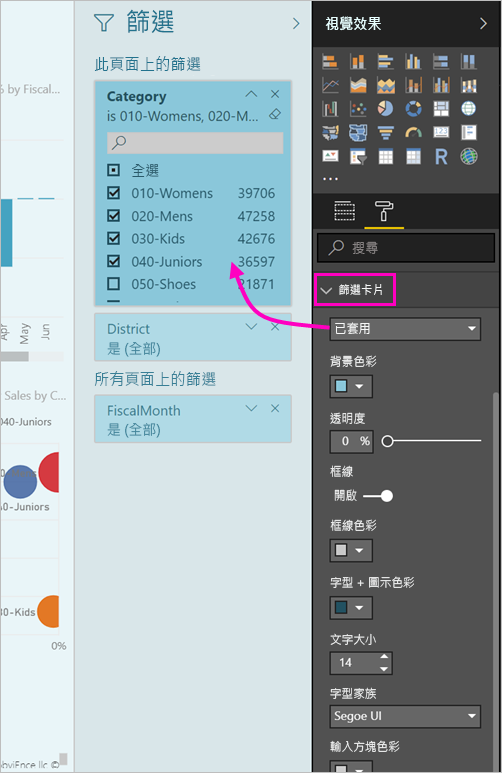 by Fiscal...
Apr
May
Jun
Sales by C...
040-Juniors
-Juniors
0-Kids
0%
obviEnce llc ©
篩選
此頁面上的篩選
Category
is 010-Womens, 020-M...
全選
010-Womens 39706
020-Mens 47258
030-Kids 42676
040-Juniors 36597
050-Shoes 21871
District
是 (全部)
所有頁面上的篩選
FiscalMonth
是 (全部)
視覺效果
R
...
搜尋
篩選卡片
已套用
背景色彩
透明度
0 %
框線
開啟
框線色彩
字型 + 圖示色彩
文字大小
14
字型家族
Segoe UI
輸入方塊色彩